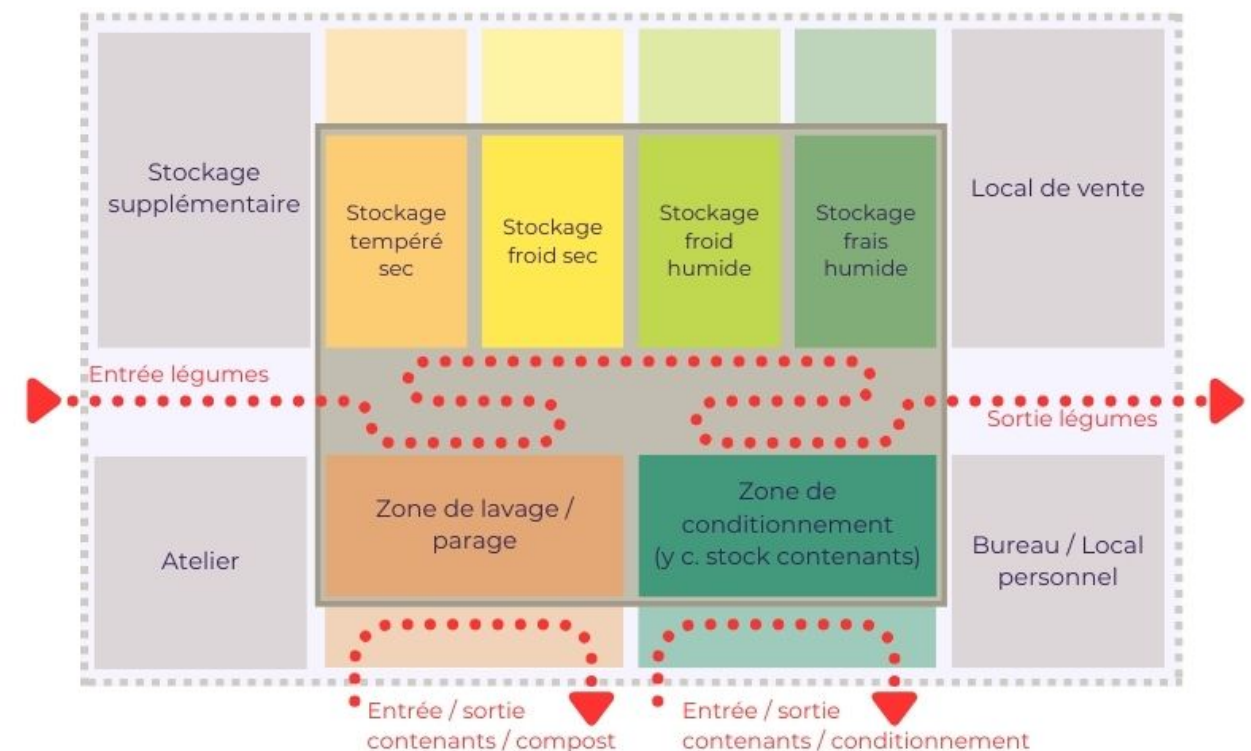 Stockage
supplémentaire
Stockage
tempéré
sec
Stockage
froid sec
Stockage
froid
humide
Stockage
frais
humide
Local de vente
Entrée légumes
Sortie légumes
Atelier
Zone de lavage /
parage
Zone de
conditionnement
(y c. stock contenants)
Bureau / Local
personnel
Entrée / sortie
contenants / compost
Entrée / sortie
contenants / conditionnement